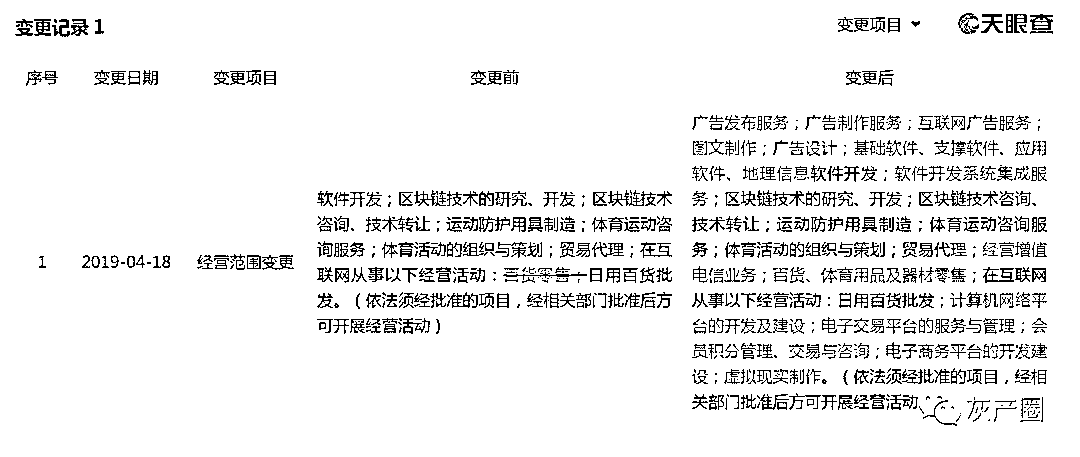 变更记录 1
变更项目
天眼查
序号 变更日期 变更项目 变更前 变更后
1 2019-04-18 经营范围变更
软件开发；区块链技术的研究、开发；区块链技术
咨询、技术转让；运动防护用具制造；体育运动咨
询服务；体育活动的组织与策划；贸易代理；在互
联网从事以下经营活动：百货零售；日用百货批
发。（依法须经批准的项目，经相关部门批准后方
可开展经营活动）
广告发布服务；广告制作服务；互联网广告服务；
图文制作；广告设计；基础软件、支撑软件、应用
软件、地理信息软件开发；软件开发系统集成服
务；区块链技术的研究、开发；区块链技术咨询、
技术转让；运动防护用具制造；体育运动咨询服
务；体育活动的组织与策划；贸易代理；经营增值
电信业务；百货、体育用品及器材零售；在互联网
从事以下经营活动：日用百货批发；计算机网络平
台的开发及建设；电子交易平台的服务与管理；会
员积分管理、交易与咨询；电子商务平台的开发建
设；虚拟现实制作。（依法须经批准的项目，经相
关部门批准后方可开展经营活动
灰产圈